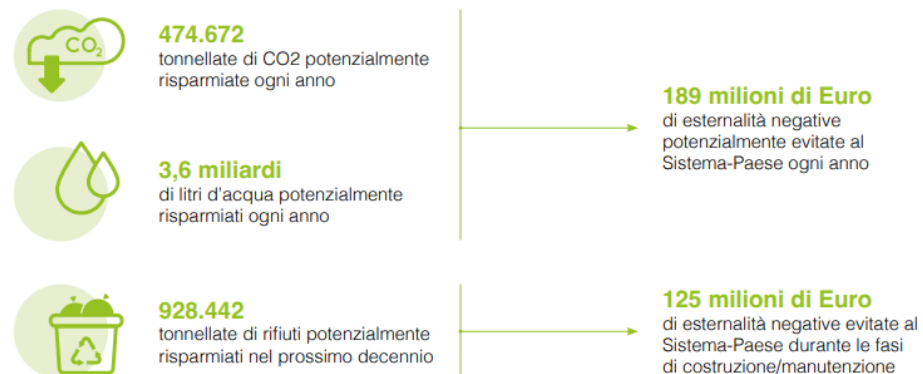 CO2
474.672
tonnellate di CO2 potenzialmente
risparmiate ogni anno
3,6 miliardi
di litri d'acqua potenzialmente
risparmiati ogni anno
189 milioni di Euro
di esternalità negative
potenzialmente evitate al
Sistema-Paese ogni anno
928.442
tonnellate di rifiuti potenzialmente
risparmiati nel prossimo decennio
125 milioni di Euro
di esternalità negative evitate al
Sistema-Paese durante le fasi
di costruzione/manutenzione